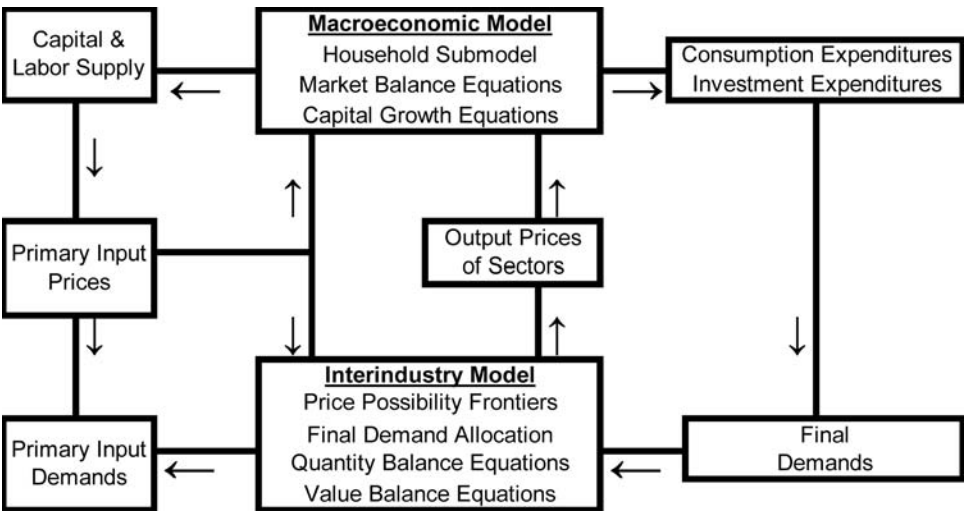 Capital &
Labor Supply
Macroeconomic Model
Household Submodel
Market Balance Equations
Capital Growth Equations
Consumption Expenditures
Investment Expenditures
Primary Input
Prices
Output Prices
of Sectors
Primary Input
Demands
Interindustry Model
Price Possibility Frontiers
Final Demand Allocation
Quantity Balance Equations
Value Balance Equations
Final
Demands